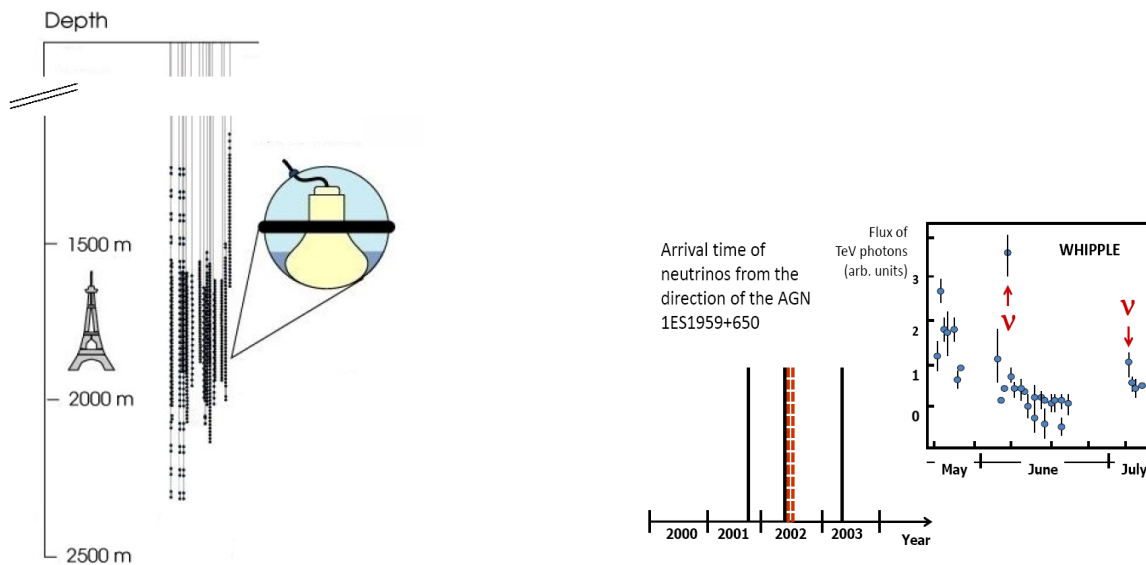 Depth
1500 m
2000 m
2500 m
Arrival time of
neutrinos from the
direction of the AGN
1ES1959+650
2000
2001
2002
2003
Year
Flux of
TeV photons
(arb. units)
WHIPPLE
3
2
1
0
ν
ν
May
June
July